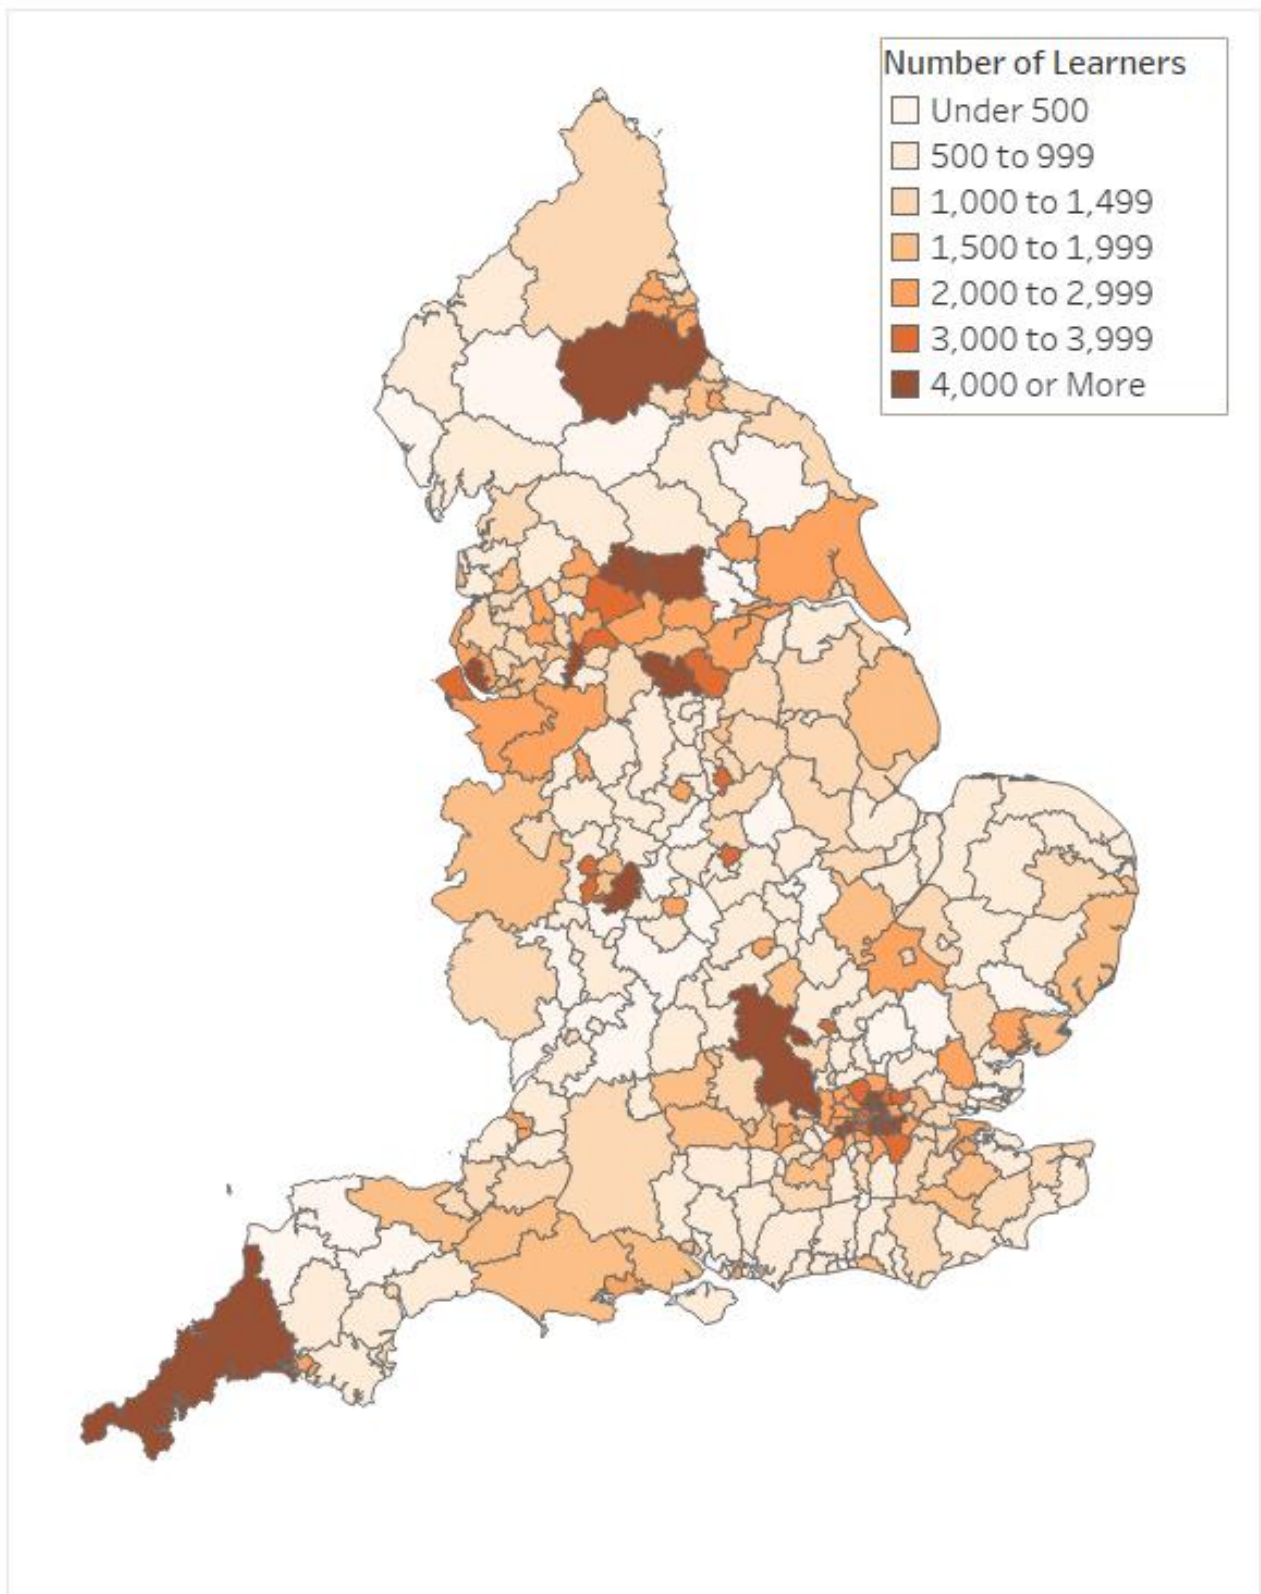 Number of Learners
Under 500
500 to 999
1,000 to 1,499
1,500 to 1,999
2,000 to 2,999
3,000 to 3,999
4,000 or More